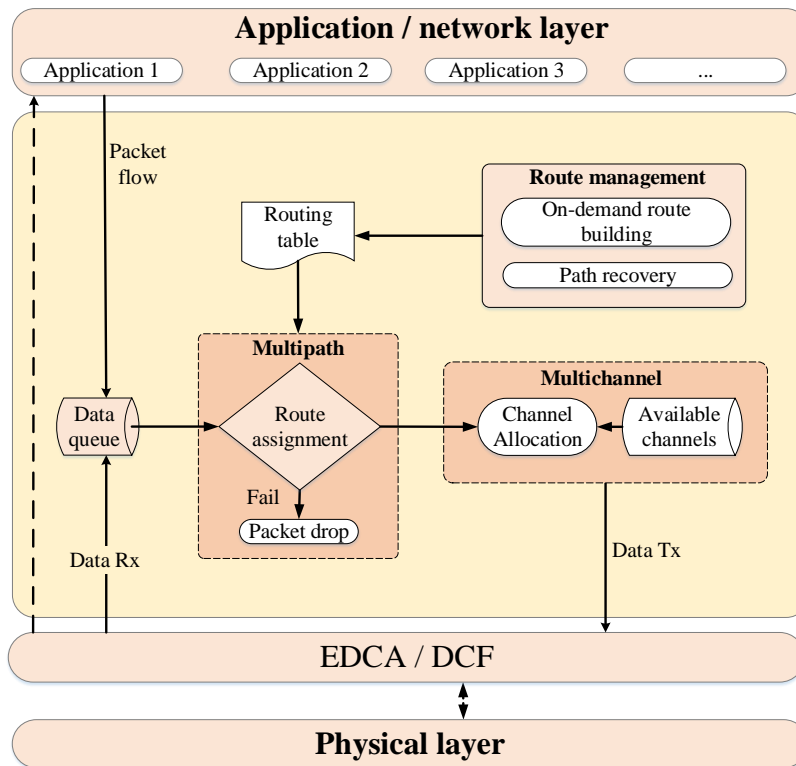 Application / network layer
Application 1
Application 2
Application 3
...
Packet
flow
Route management
On-demand route
building
Path recovery
Routing
table
Multipath
Route
assignment
Fail
Packet drop
Multichannel
Channel
Allocation
Available
channels
Data
queue
Data Rx
Data Tx
EDCA / DCF
Physical layer